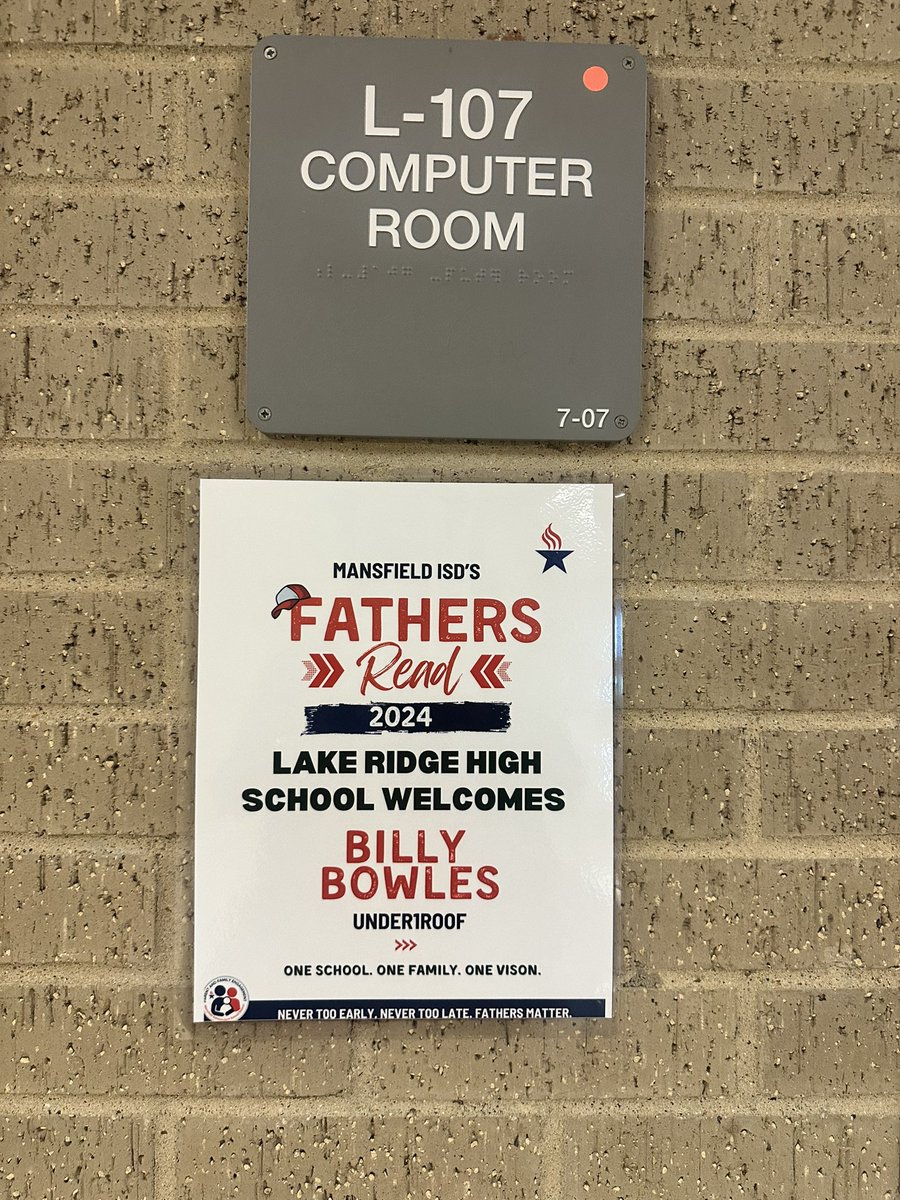 L-107
COMPUTER
ROOM
7-07
MANSFIELD ISD'S
FATHERS
Read
2024
LAKE RIDGE HIGH
SCHOOL WELCOMES
BILLY
BOWLES
UNDER1ROOF
>>>
ONE SCHOOL. ONE FAMILY. ONE VISON.
NEVER TOO EARLY, NEVER TOO LATE. FATHERS MATTER.